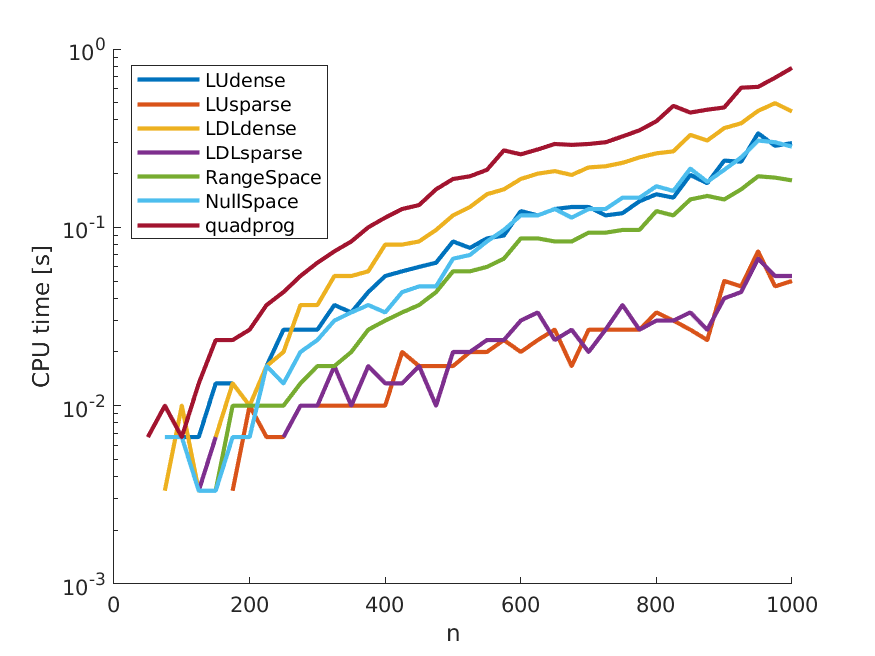 10^0
10^-1
10^-2
10^-3
CPU time [s]
LUdense
LUsparse
LDLdense
LDLsparse
RangeSpace
NullSpace
quadprog
0 200 400 600 800 1000
n